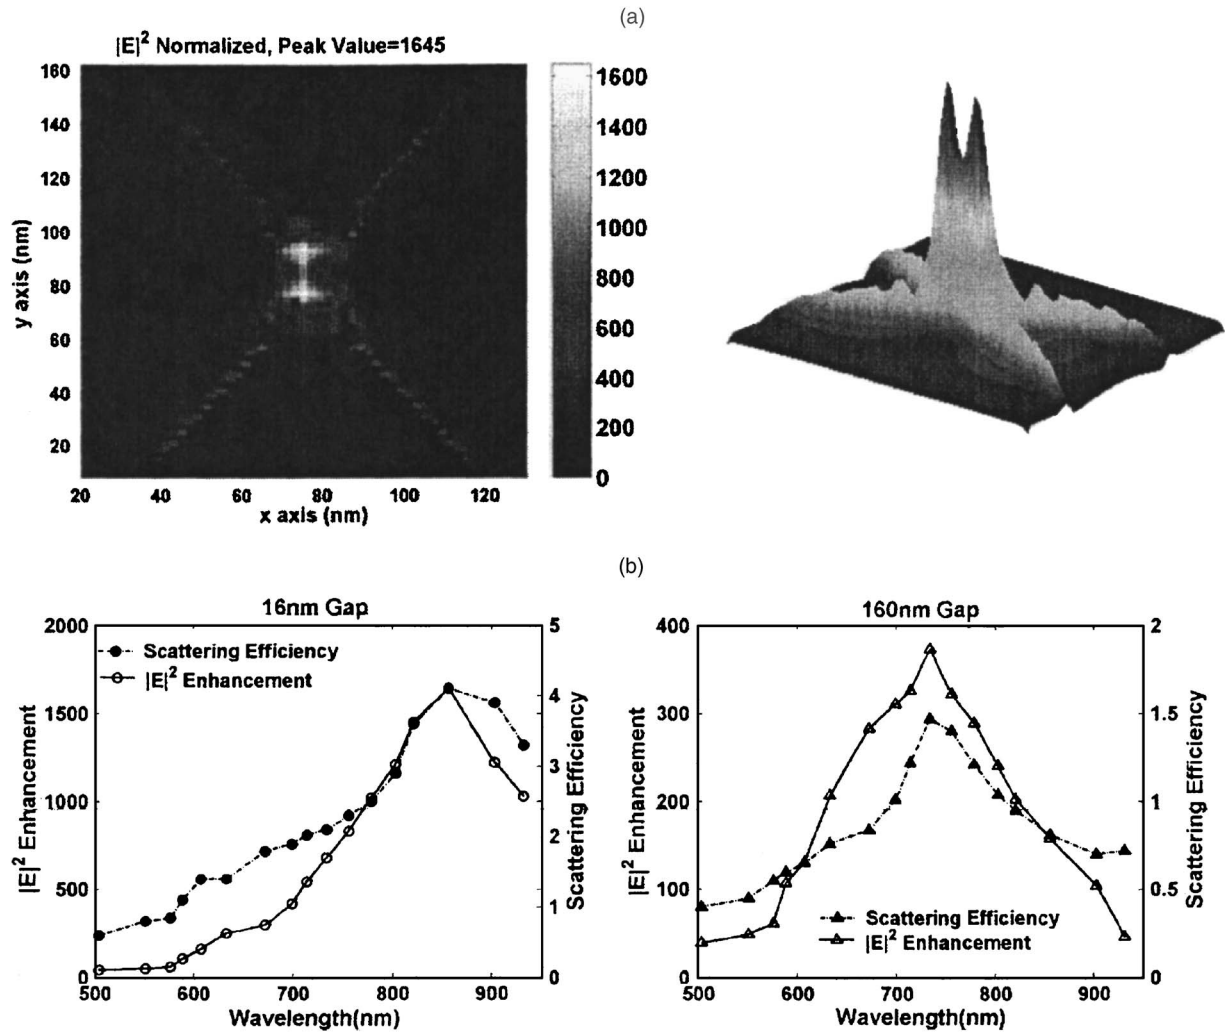 (a)
|E|² Normalized, Peak Value=1645
160
140
120
100
80
60
40
20
y axis (nm)
20 40 60 80 100 120
x axis (nm)
1600
1400
1200
1000
800
600
400
200
0
(b)
16nm Gap
2000
1500
1000
500
0
|E|² Enhancement
Scattering Efficiency
|E|² Enhancement
5
4
3
2
1
0
Scattering Efficiency
500 600 700 800 900
Wavelength(nm)
160nm Gap
400
300
200
100
0
|E|² Enhancement
Scattering Efficiency
|E|² Enhancement
2
1.5
1
0.5
0
Scattering Efficiency
500 600 700 800 900
Wavelength(nm)